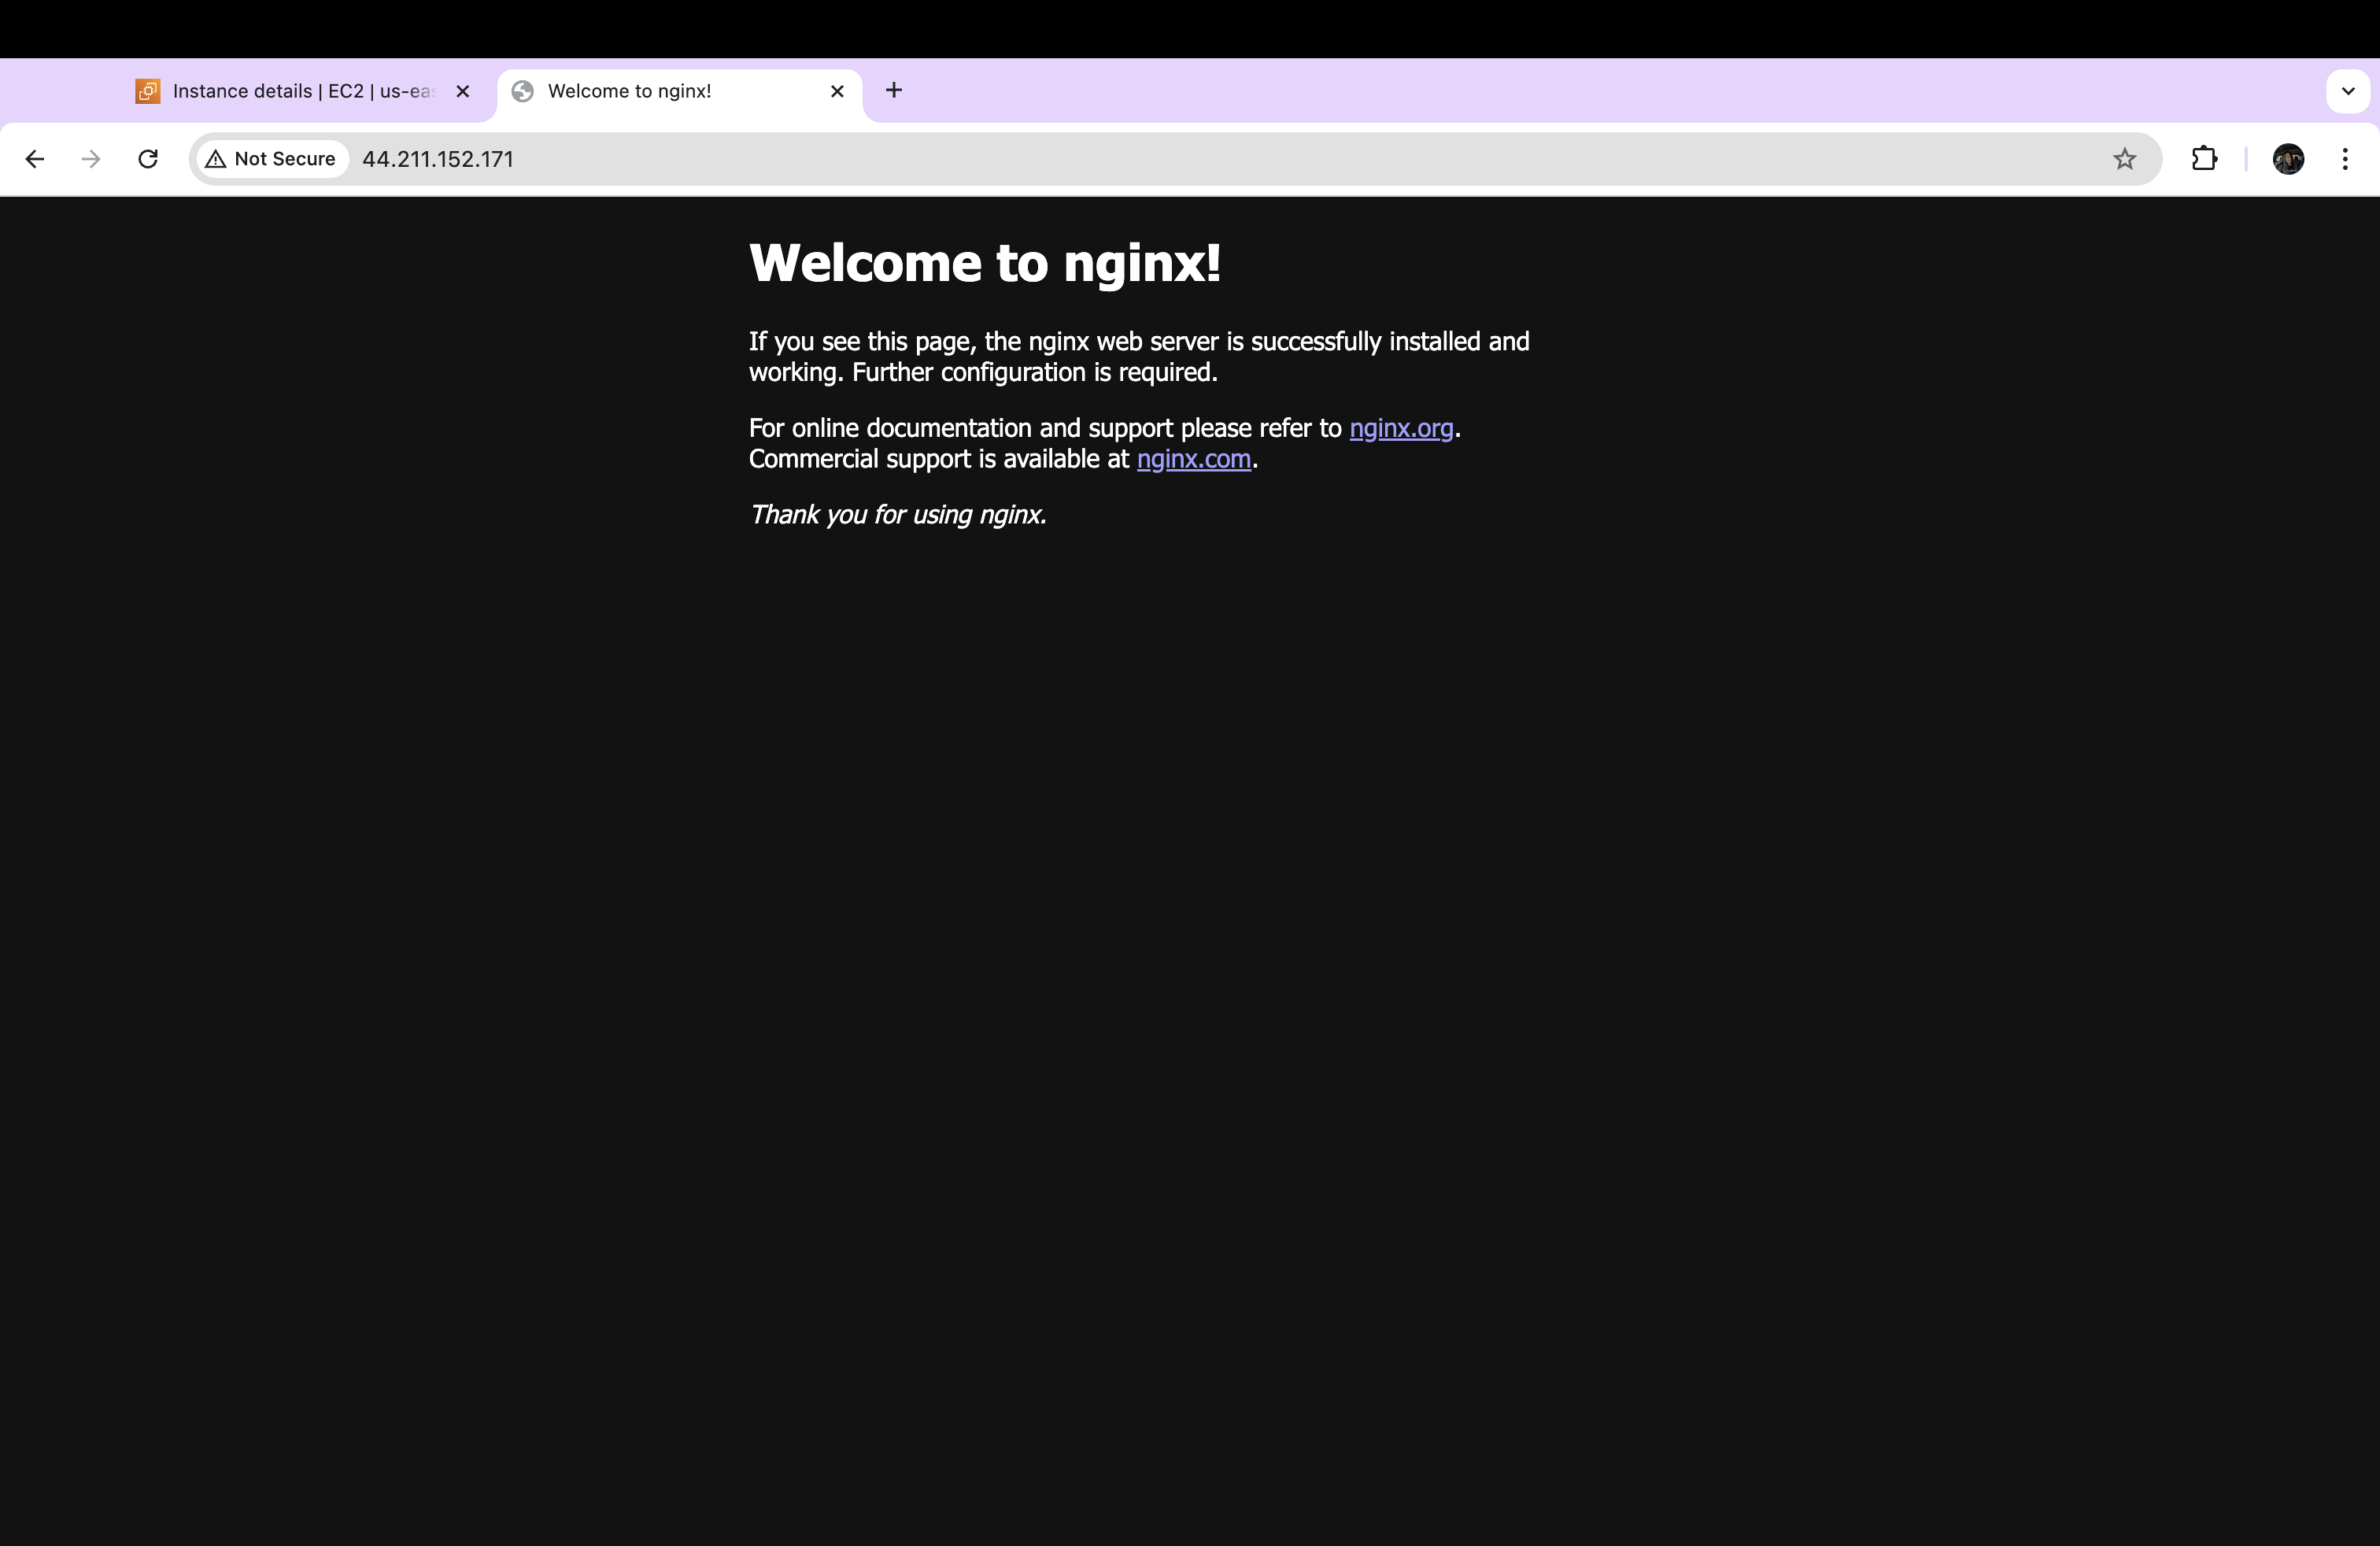 Instance details | EC2 | us-eas
Welcome to nginx!
Not Secure
44.211.152.171
Welcome to nginx!
If you see this page, the nginx web server is successfully installed and
working. Further configuration is required.
For online documentation and support please refer to nginx.org.
Commercial support is available at nginx.com.
Thank you for using nginx.